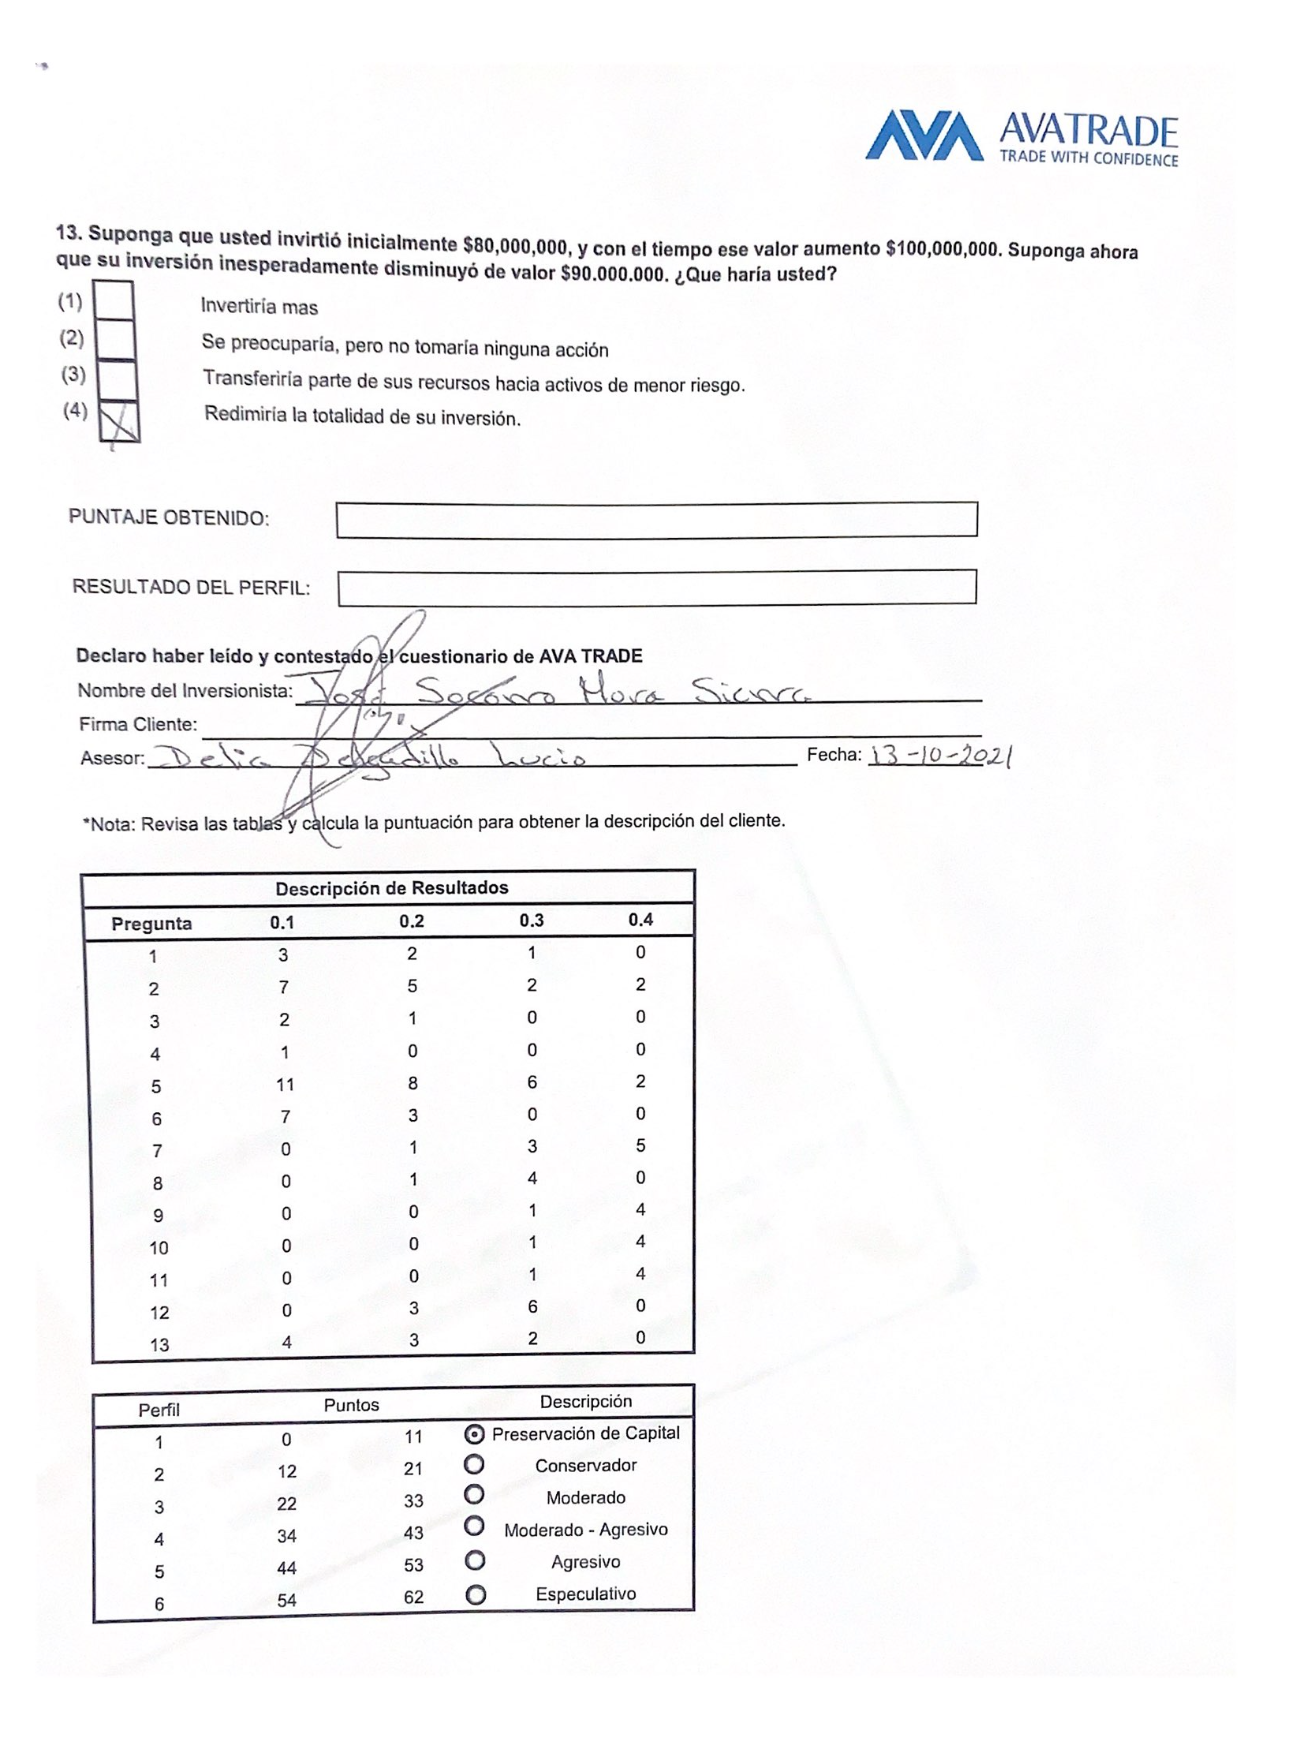 AVA AVATRADE
TRADE WITH CONFIDENCE
13. Suponga que usted invirtió inicialmente $80,000,000, y con el tiempo ese valor aumento $100,000,000. Suponga ahora
que su inversión inesperadamente disminuyó de valor $90.000.000. ¿Que haría usted?
(1) Invertiría mas
(2) Se preocuparía, pero no tomaría ninguna acción
(3) Transferiría parte de sus recursos hacia activos de menor riesgo.
(4) Redimiría la totalidad de su inversión.
PUNTAJE OBTENIDO:
RESULTADO DEL PERFIL:
Declaro haber leído y contestado el cuestionario de AVA TRADE
Nombre del Inversionista: José Socorro Mora Sierra
Firma Cliente:
Asesor: Delia Delgadillo Lucio Fecha: 13-10-2021
*Nota: Revisa las tablas y calcula la puntuación para obtener la descripción del cliente.
Descripción de Resultados
Pregunta 0.1 0.2 0.3 0.4
1 3 2 1 0
2 7 5 2 2
3 2 1 0 0
4 1 0 0 0
5 11 8 6 2
6 7 3 0 0
7 0 1 3 5
8 0 1 4 0
9 0 0 1 4
10 0 0 1 4
11 0 0 1 4
12 0 3 6 0
13 4 3 2 0
Perfil Puntos Descripción
1 0 11 Preservación de Capital
2 12 21 Conservador
3 22 33 Moderado
4 34 43 Moderado - Agresivo
5 44 53 Agresivo
6 54 62 Especulativo